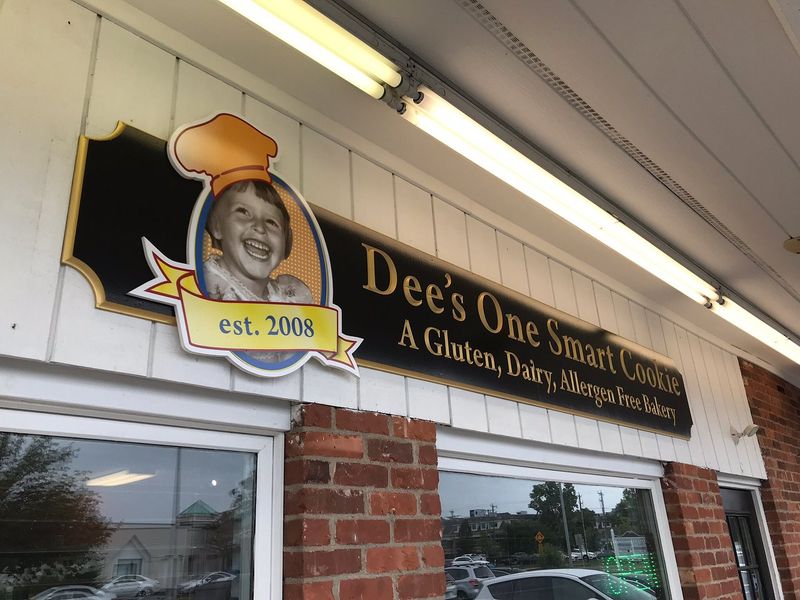 est. 2008
Dee's One Smart Cookie
A Gluten, Dairy, Allergen Free Bakery